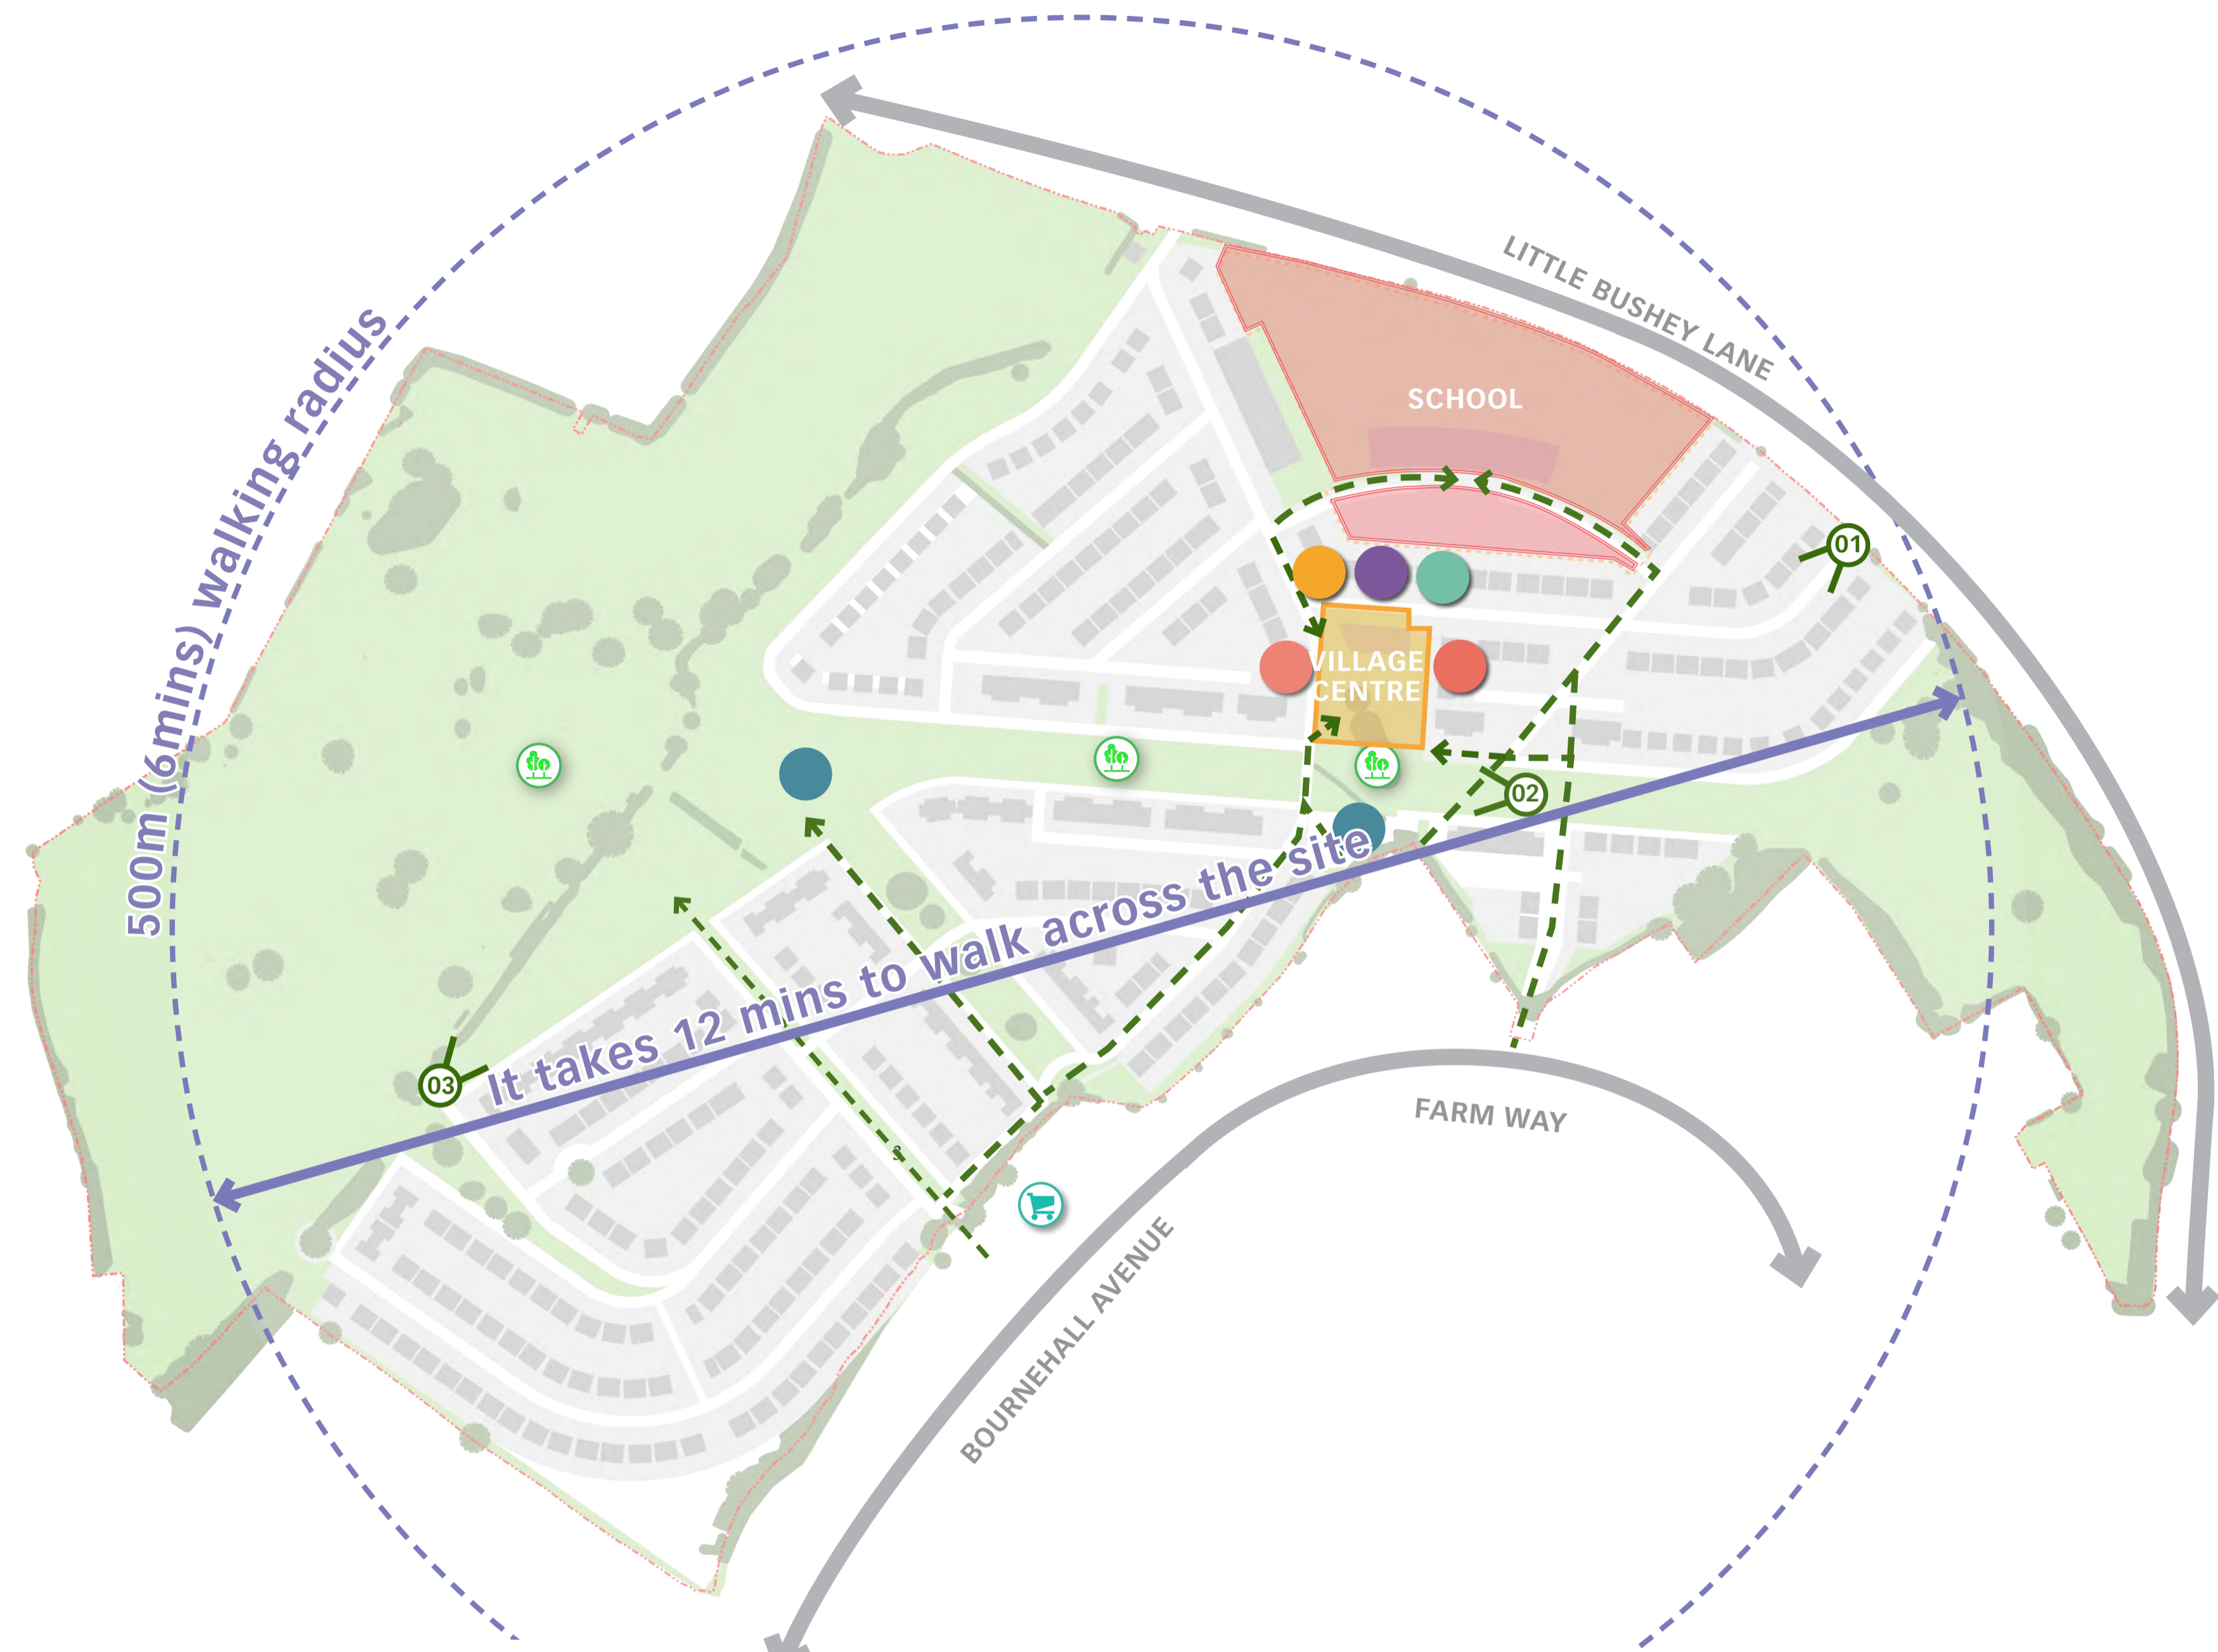 LITTLE BUSHEY LANE
500m (6mins) walking radius
SCHOOL
01
VILLAGE
CENTRE
02
It takes 12 mins to walk across the site
03
FARM WAY
BOURNEHALL AVENUE